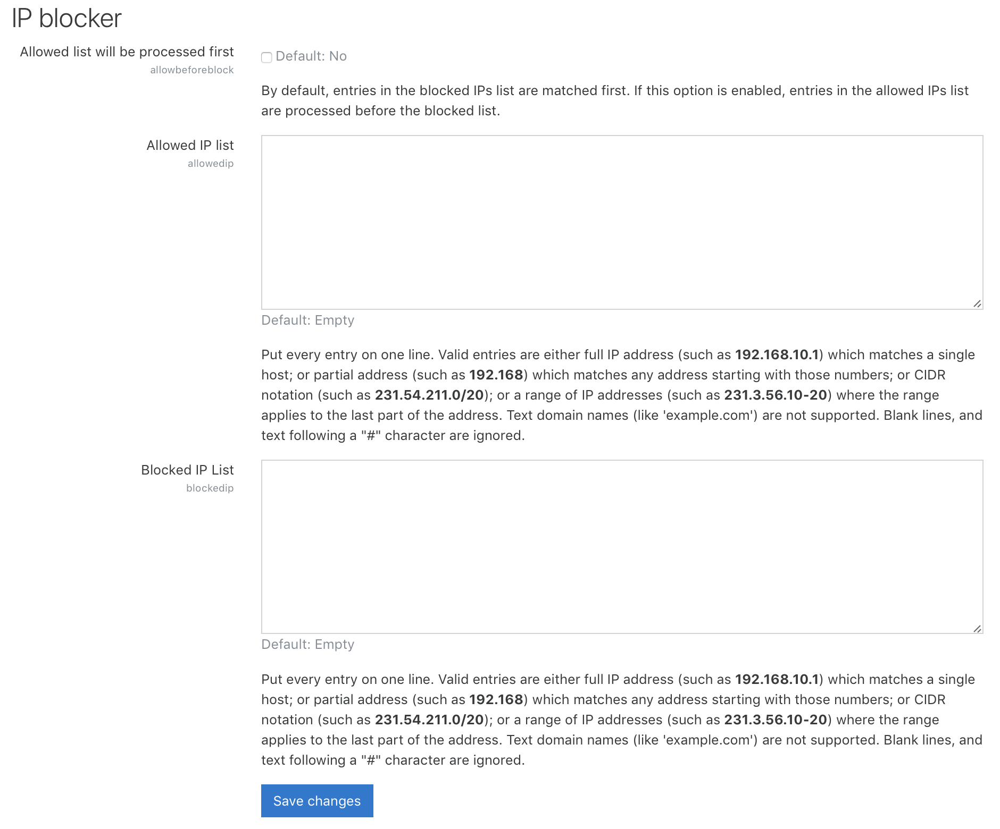 IP blocker
Allowed list will be processed first
allowbeforeblock
Default: No
By default, entries in the blocked IPs list are matched first. If this option is enabled, entries in the allowed IPs list
are processed before the blocked list.
Allowed IP list
allowedip
Default: Empty
Put every entry on one line. Valid entries are either full IP address (such as 192.168.10.1) which matches a single
host; or partial address (such as 192.168) which matches any address starting with those numbers; or CIDR
notation (such as 231.54.211.0/20); or a range of IP addresses (such as 231.3.56.10-20) where the range
applies to the last part of the address. Text domain names (like 'example.com') are not supported. Blank lines, and
text following a "#" character are ignored.
Blocked IP List
blockedip
Default: Empty
Put every entry on one line. Valid entries are either full IP address (such as 192.168.10.1) which matches a single
host; or partial address (such as 192.168) which matches any address starting with those numbers; or CIDR
notation (such as 231.54.211.0/20); or a range of IP addresses (such as 231.3.56.10-20) where the range
applies to the last part of the address. Text domain names (like 'example.com') are not supported. Blank lines, and
text following a "#" character are ignored.
Save changes